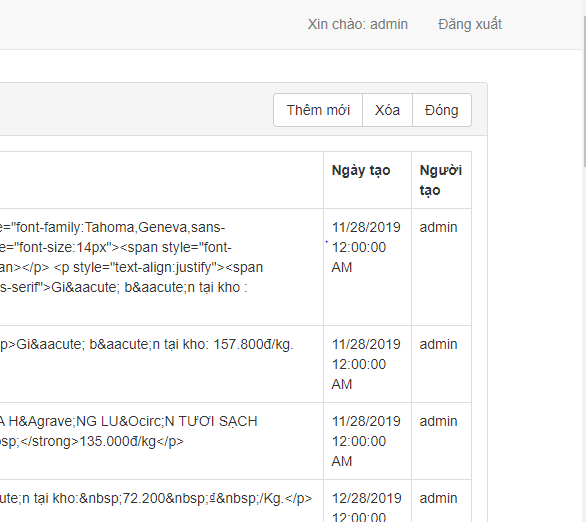 Xin chào: admin Đăng xuất
Thêm mới Xóa Đóng
Ngày tạo Người
tạo
e="font-family:Tahoma,Geneva,sans-
e="font-size:14px"><span style="font-
an></p> <p style="text-align:justify"><span
s-serif">Gi&aacute; b&aacute;n tại kho :
11/28/2019
12:00:00
AM
admin
p>Gi&aacute; b&aacute;n tại kho: 157.800đ/kg.
11/28/2019
12:00:00
AM
admin
A H&Agrave;NG LU&Ocirc;N TƯƠI SẠCH
bsp;</strong>135.000đ/kg</p>
11/28/2019
12:00:00
AM
admin
ute;n tại kho:&nbsp;72.200&nbsp;₫&nbsp;/Kg.</p>
12/28/2019
12:00:00
admin